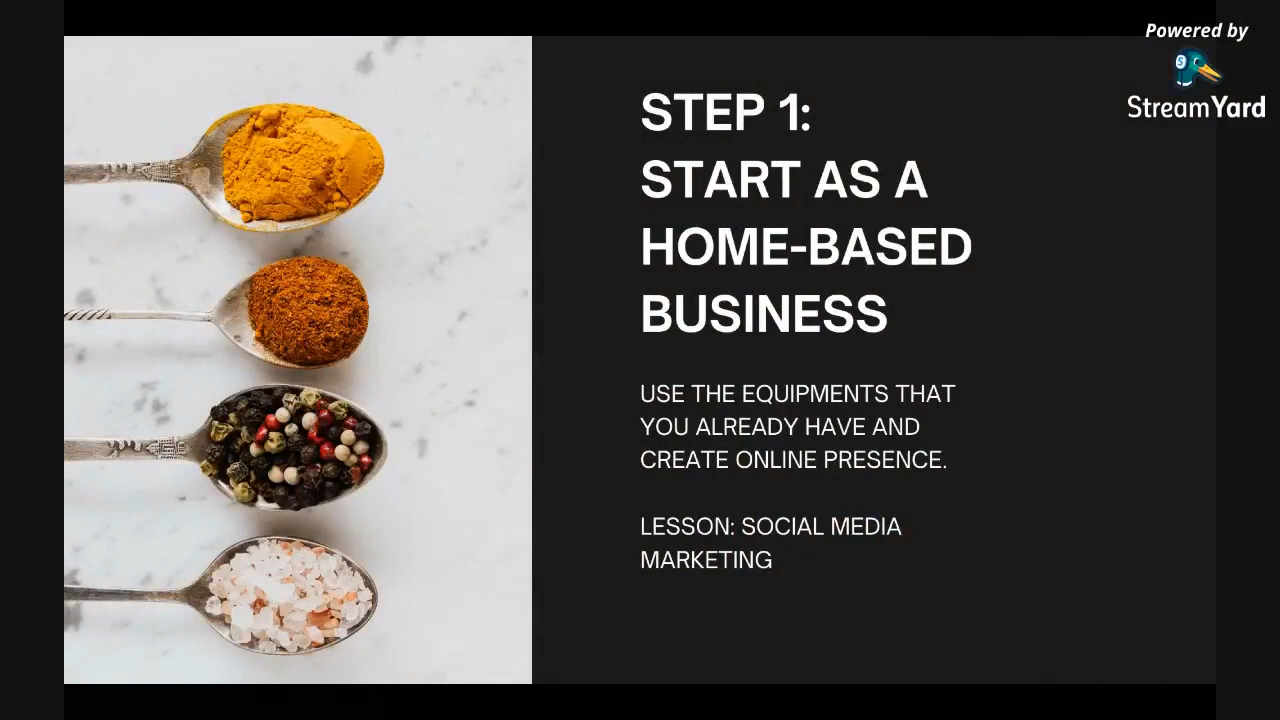 Powered by
StreamYard
STEP 1:
START AS A
HOME-BASED
BUSINESS
USE THE EQUIPMENTS THAT
YOU ALREADY HAVE AND
CREATE ONLINE PRESENCE.
LESSON: SOCIAL MEDIA
MARKETING